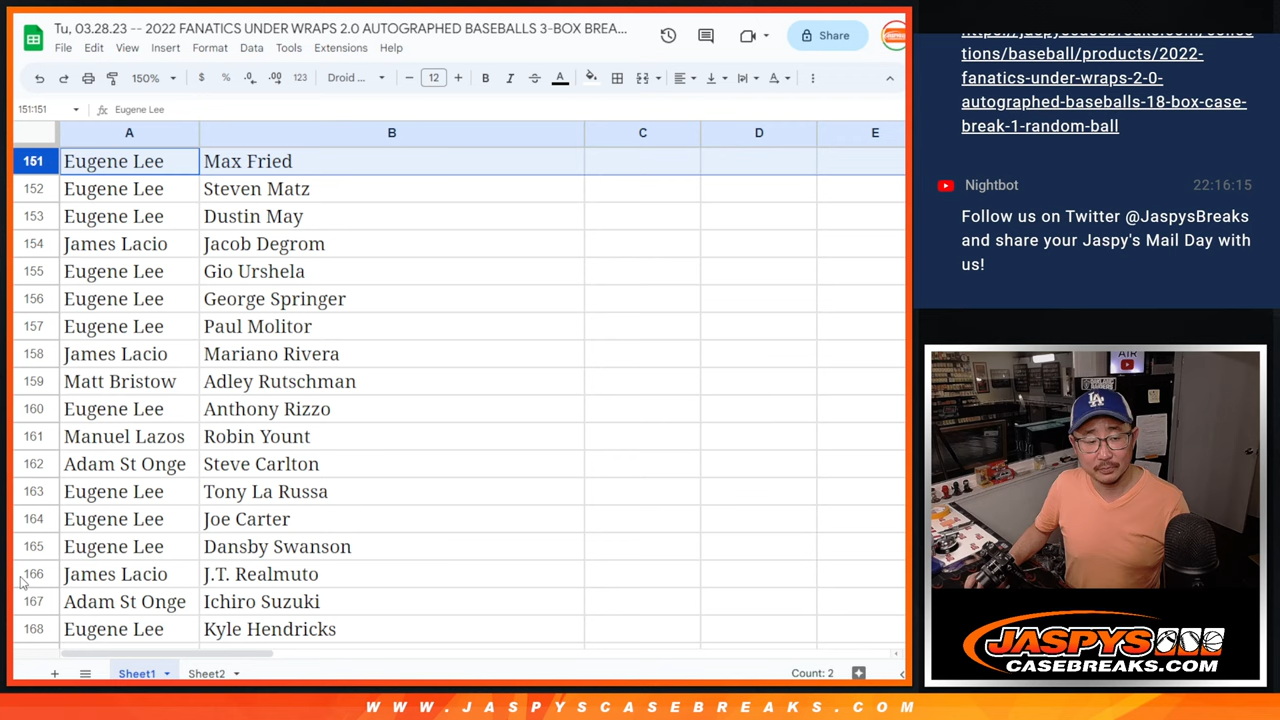 Tu, 03.28.23 -- 2022 FANATICS UNDER WRAPS 2.0 AUTOGRAPHED BASEBALLS 3-BOX BREA...
File Edit View Insert Format Data Tools Extensions Help
Share
150% $ % .0 .00 123 Droid ... 12 B I A
151:151 fx Eugene Lee
A B C D E
151 Eugene Lee Max Fried
152 Eugene Lee Steven Matz
153 Eugene Lee Dustin May
154 James Lacio Jacob Degrom
155 Eugene Lee Gio Urshela
156 Eugene Lee George Springer
157 Eugene Lee Paul Molitor
158 James Lacio Mariano Rivera
159 Matt Bristow Adley Rutschman
160 Eugene Lee Anthony Rizzo
161 Manuel Lazos Robin Yount
162 Adam St Onge Steve Carlton
163 Eugene Lee Tony La Russa
164 Eugene Lee Joe Carter
165 Eugene Lee Dansby Swanson
166 James Lacio J.T. Realmuto
167 Adam St Onge Ichiro Suzuki
168 Eugene Lee Kyle Hendricks
Sheet1 Sheet2 Count: 2
https://jaspyscasebreaks.com/collec
tions/baseball/products/2022-
fanatics-under-wraps-2-0-
autographed-baseballs-18-box-case-
break-1-random-ball
Nightbot 22:16:15
Follow us on Twitter @JaspysBreaks
and share your Jaspy's Mail Day with
us!
AIR
LA
JASPYS
CASEBREAKS.COM
WWW.JASPYSCASEBREAKS.COM